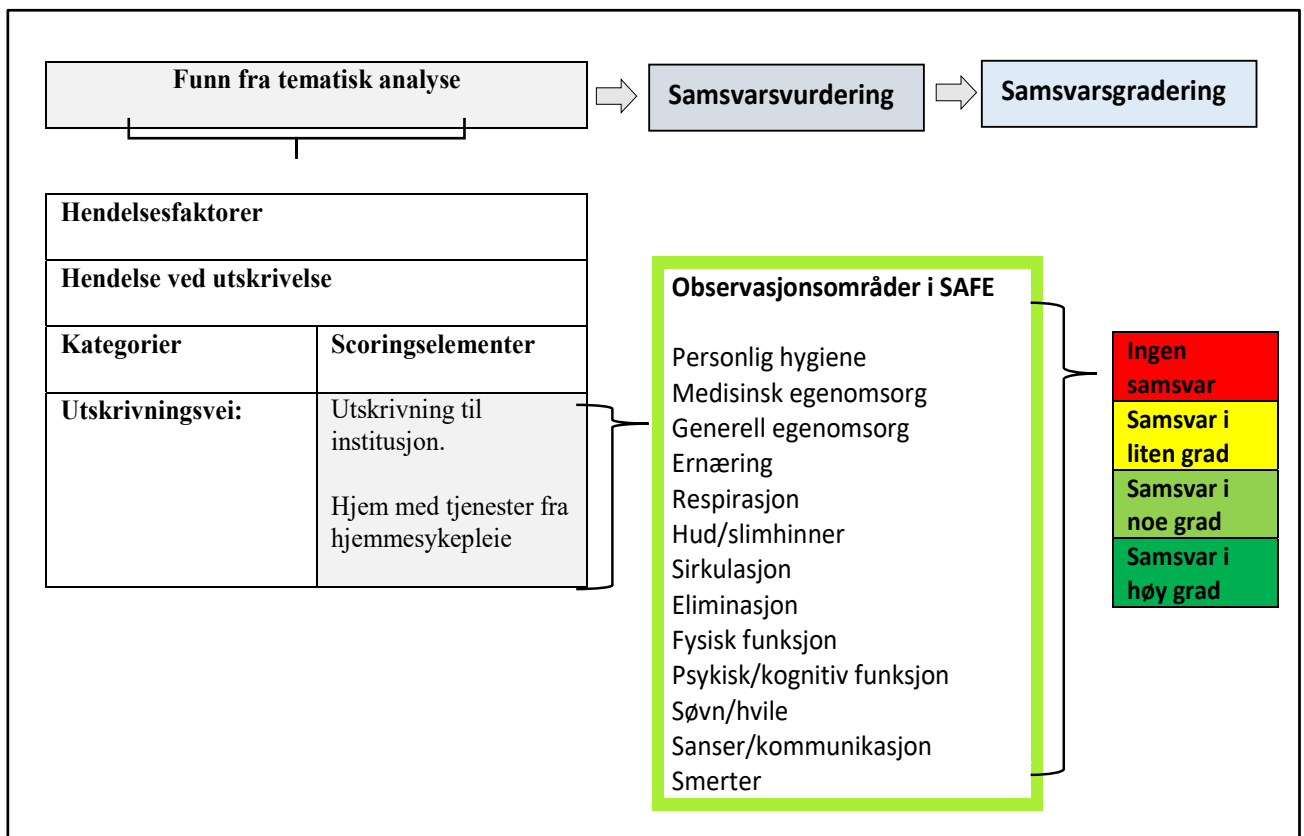 Funn fra tematisk analyse
Samsvarsvurdering
Samsvarsgradering
Hendelsesfaktorer
Hendelse ved utskrivelse
Kategorier
Scoringselementer
Utskrivningsvei:
Utskrivning til
institusjon.
Hjem med tjenester fra
hjemmesykepleie
Observasjonsområder i SAFE
Personlig hygiene
Medisinsk egenomsorg
Generell egenomsorg
Ernæring
Respirasjon
Hud/slimhinner
Sirkulasjon
Eliminasjon
Fysisk funksjon
Psykisk/kognitiv funksjon
Søvn/hvile
Sanser/kommunikasjon
Smerter
Ingen
samsvar
Samsvar i
liten grad
Samsvar i
noe grad
Samsvar i
høy grad